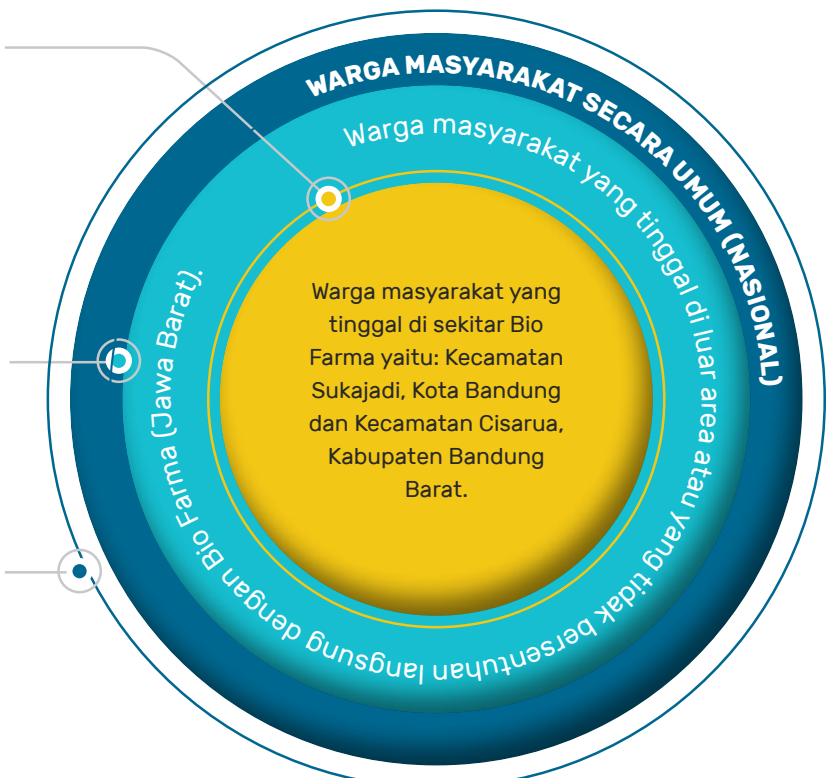 WARGA MASYARAKAT SECARA UMUM (NASIONAL)
Warga masyarakat yang tinggal di luar area atau yang tidak bersentuhan langsung dengan Bio Farma (Jawa Barat).
Warga masyarakat yang
tinggal di sekitar Bio
Farma yaitu: Kecamatan
Sukajadi, Kota Bandung
dan Kecamatan Cisarua,
Kabupaten Bandung
Barat.